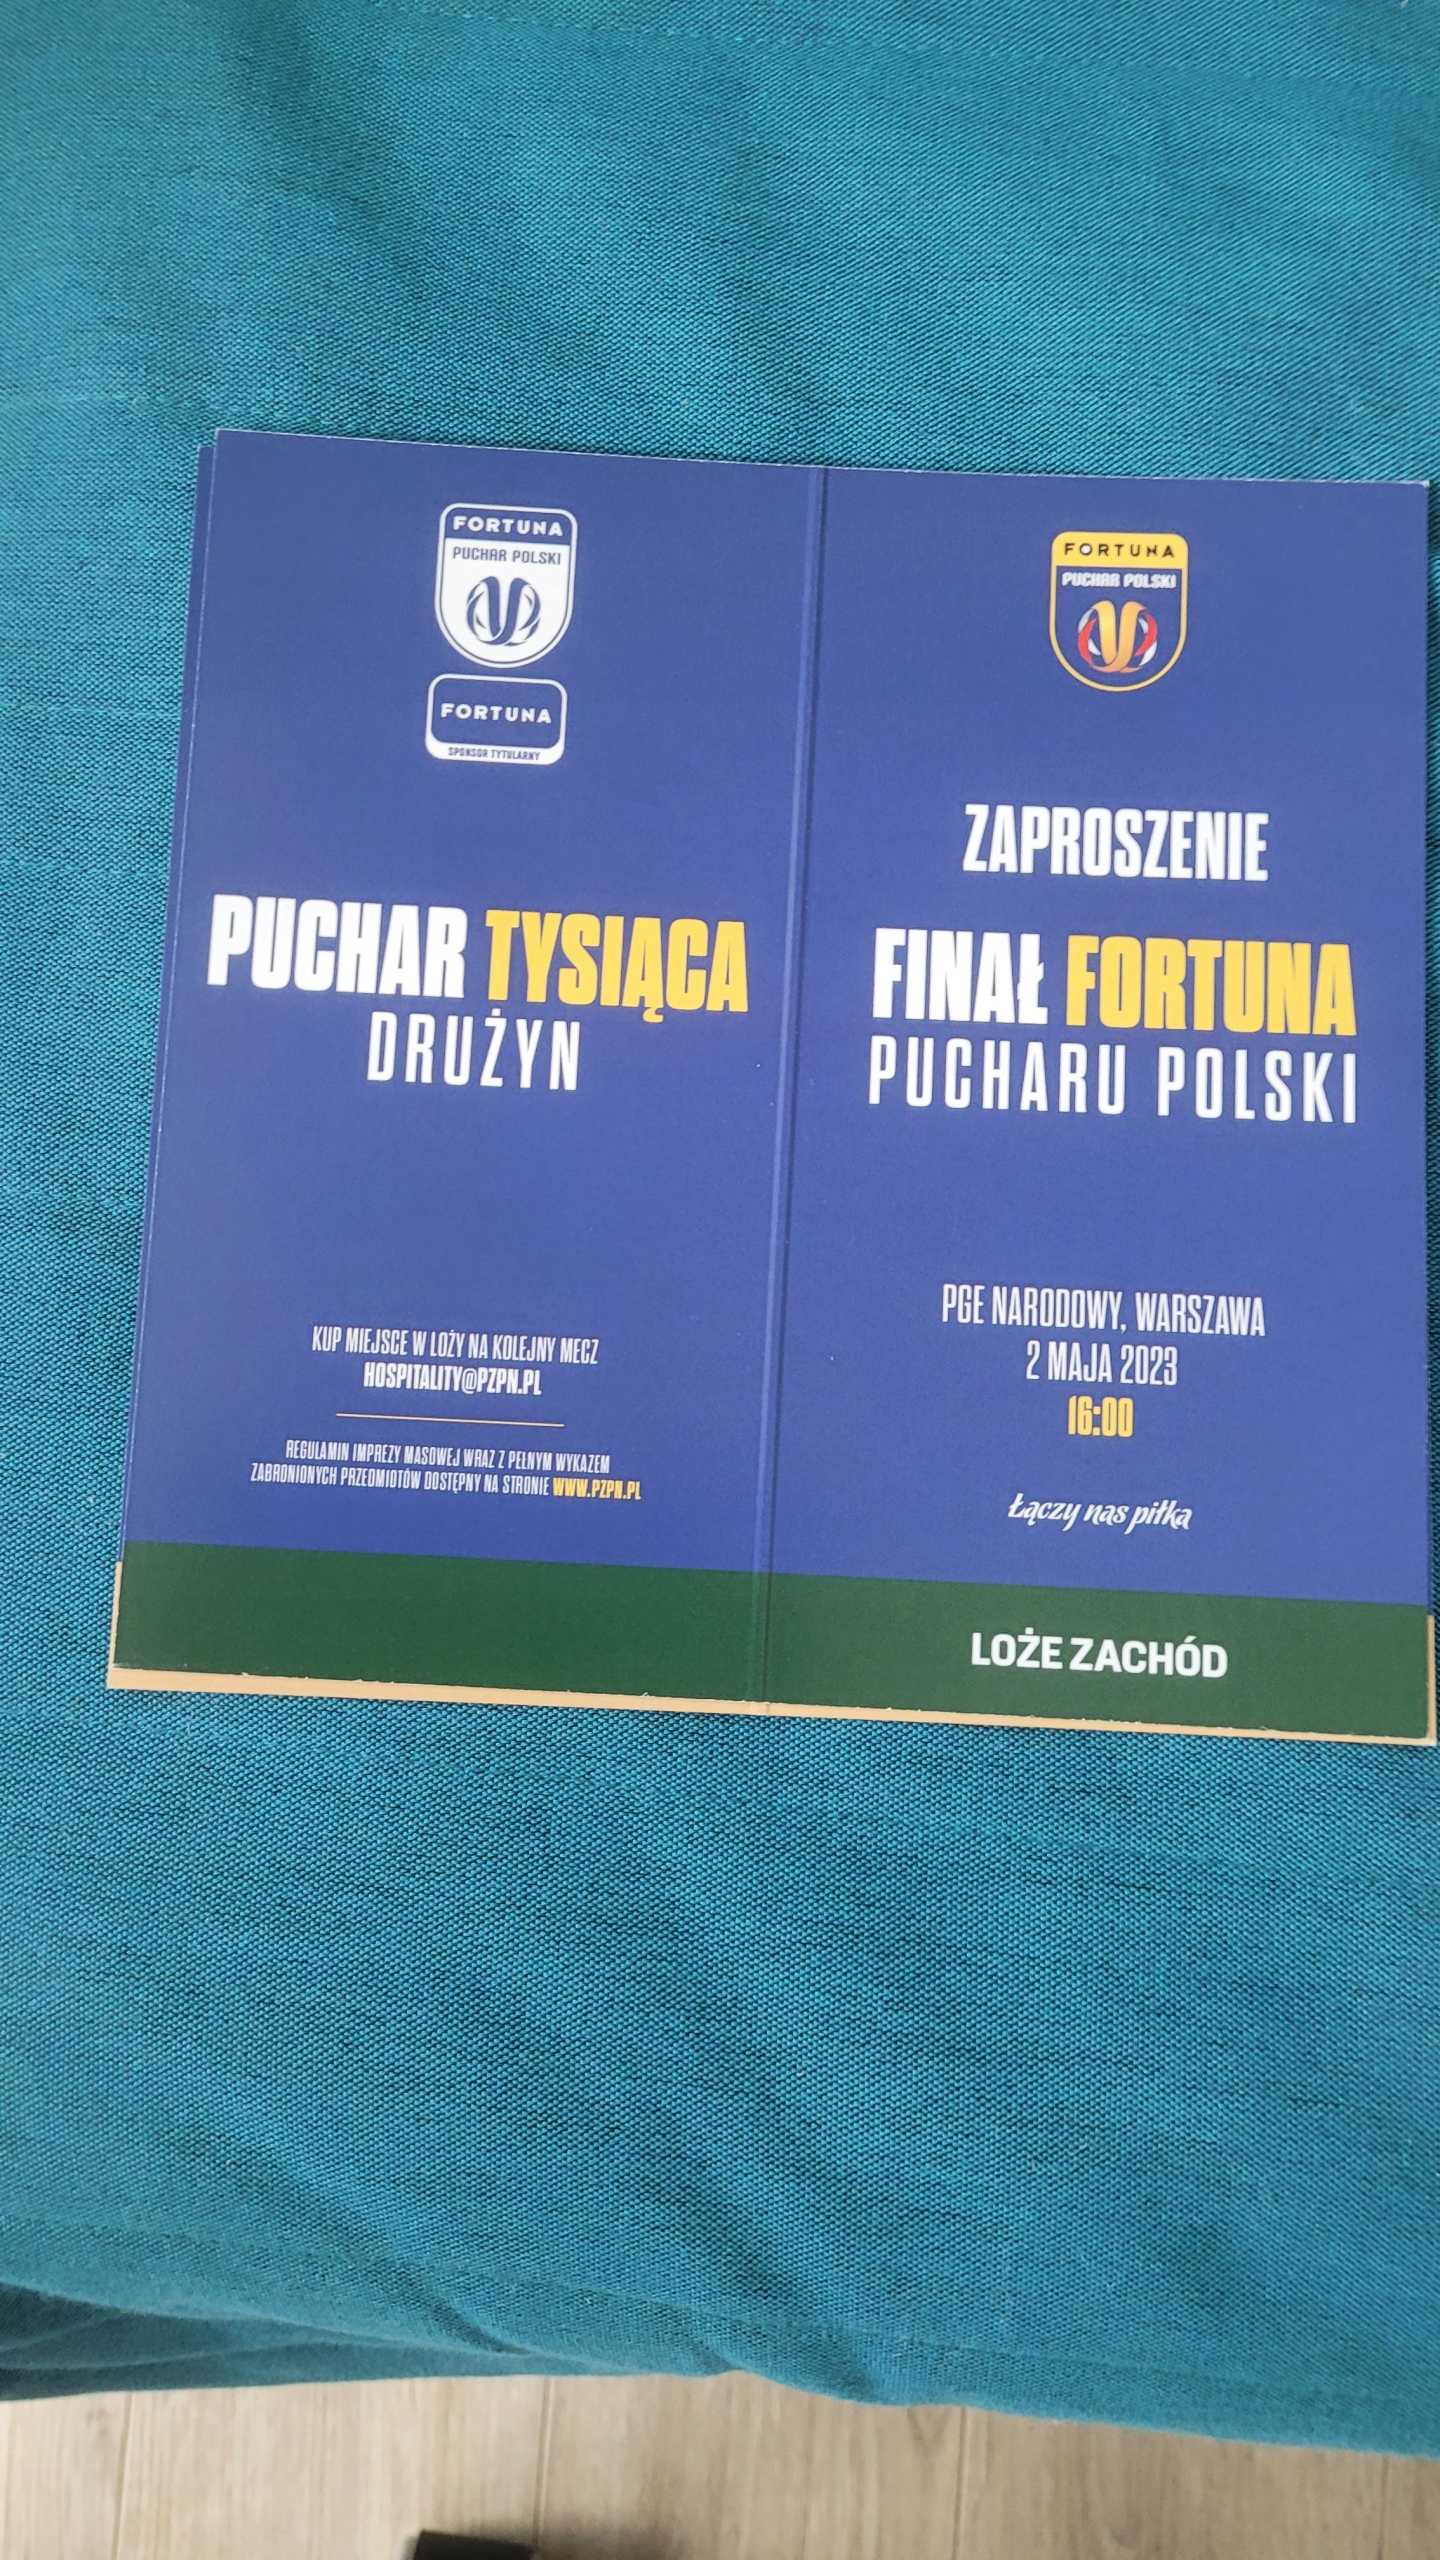 FORTUNA
PUCHAR POLSKI
FORTUNA
SPONSOR TYTULARNY
PUCHAR TYSIĄCA
DRUŻYN
KUP MIEJSCE W LOŻY NA KOLEJNY MECZ
HOSPITALITY@PZPN.PL
REGULAMIN IMPREZY MASOWEJ WRAZ Z PEŁNYM WYKAZEM
ZABRONIONYCH PRZEDMIOTÓW DOSTĘPNY NA STRONIE WWW.PZPN.PL
FORTUNA
PUCHAR POLSKI
ZAPROSZENIE
FINAŁ FORTUNA
PUCHARU POLSKI
PGE NARODOWY, WARSZAWA
2 MAJA 2023
16:00
Łączy nas piłka
LOŻE ZACHÓD